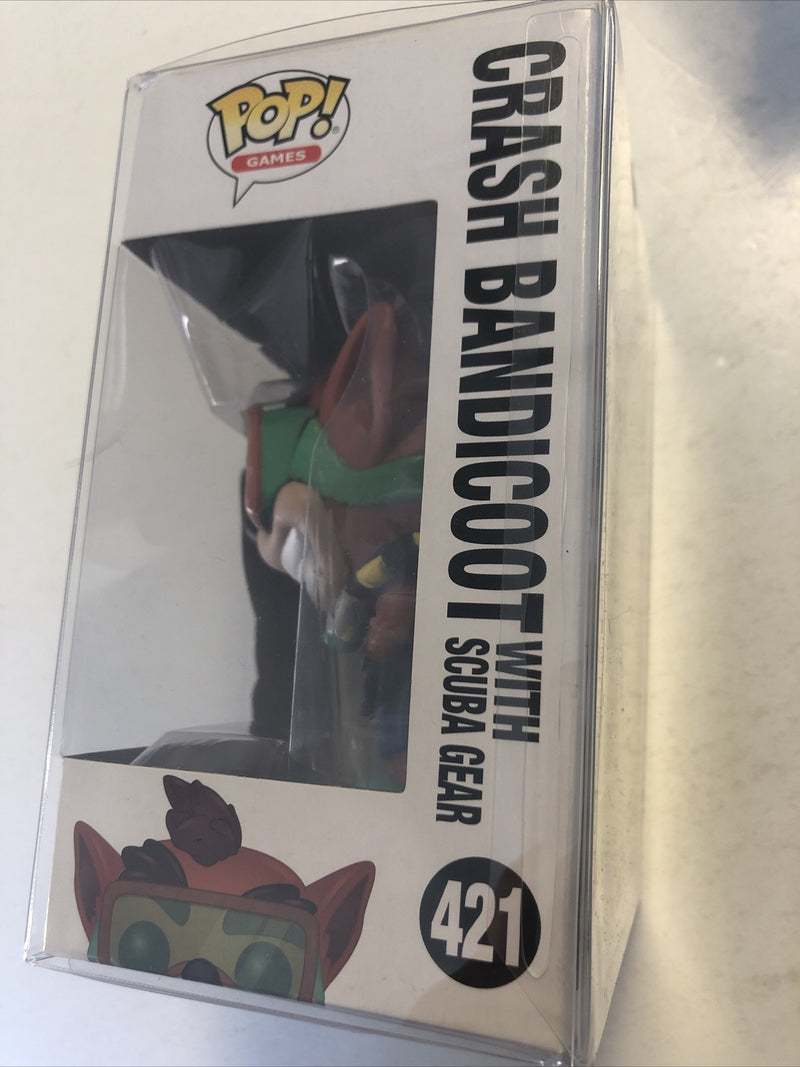 POP!
GAMES
CRASH BANDICOOT WITH
SCUBA GEAR
421